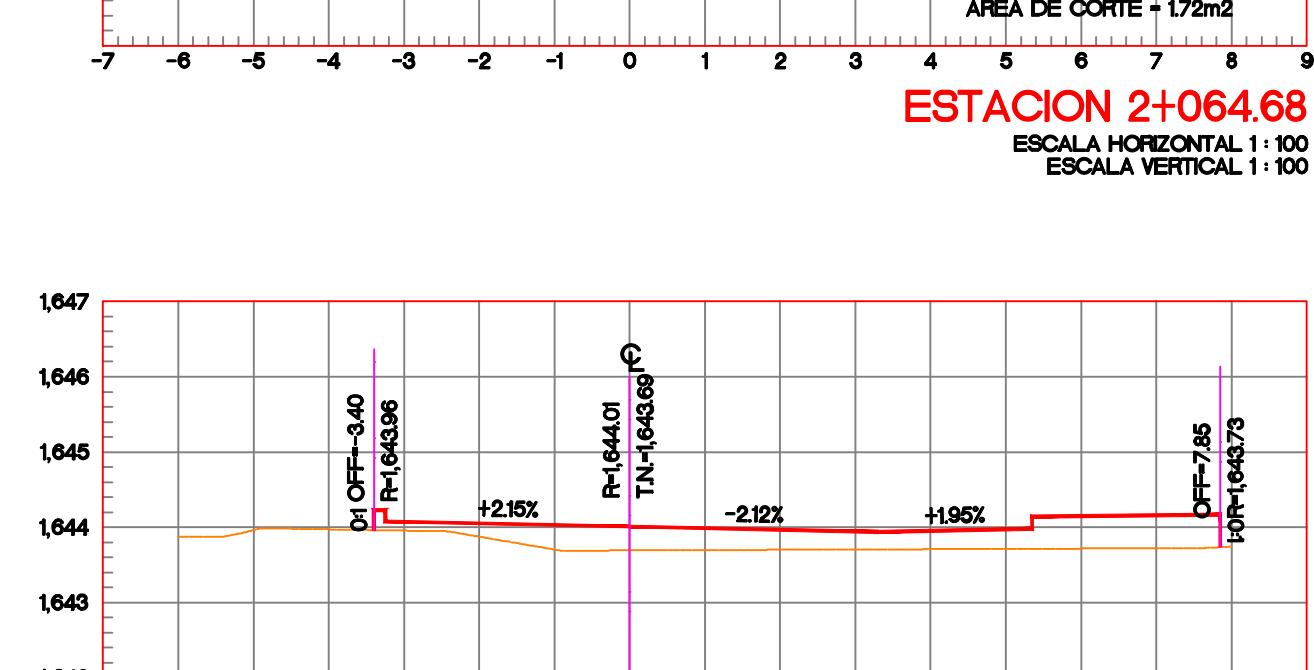 AREA DE CORTE = 1.72m2
-7 -6 -5 -4 -3 -2 -1 0 1 2 3 4 5 6 7 8 9
ESTACION 2+064.68
ESCALA HORIZONTAL 1 : 100
ESCALA VERTICAL 1 : 100
1,647
1,646
1,645
1,644
1,643
0:1 OFF=-3.40
R=1,643.96
R=1,644.01
T.N.=1,643.69
OFF=7.85
1:0R=1,643.73
+2.15%
-2.12%
+1.95%